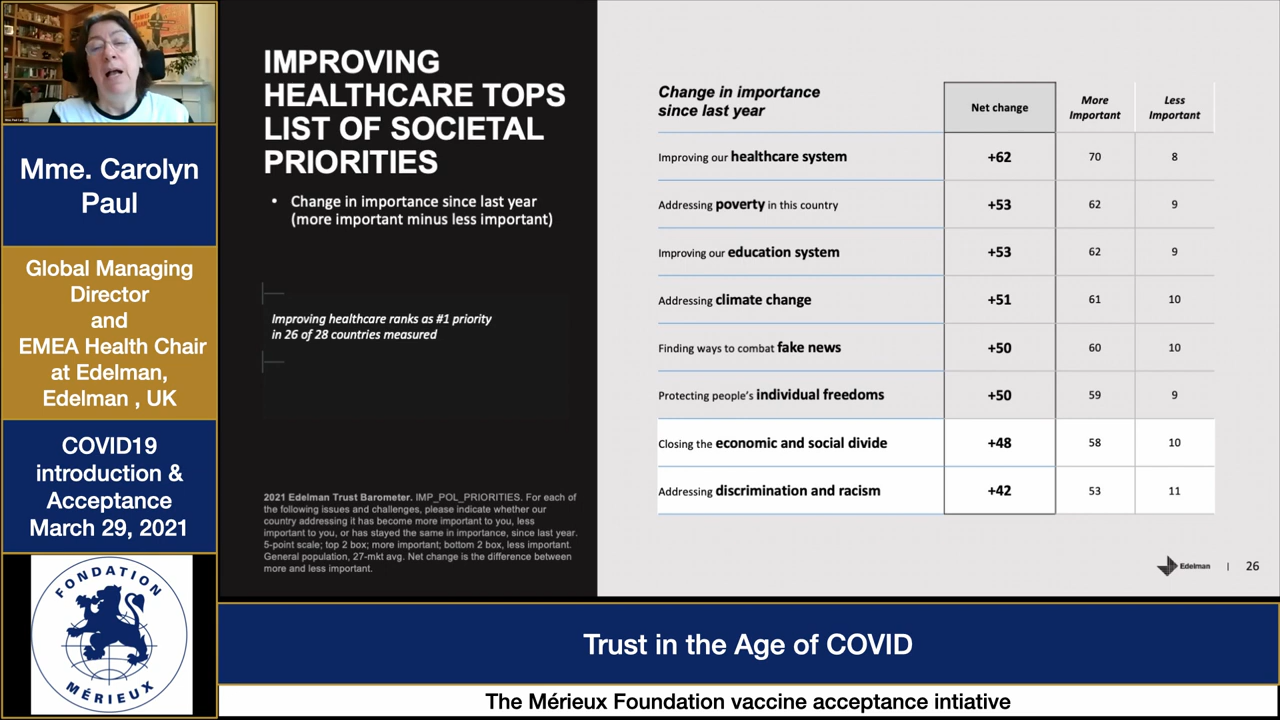 Mme. Carolyn
Paul
Global Managing
Director
and
EMEA Health Chair
at Edelman,
Edelman , UK
COVID19
introduction &
Acceptance
March 29, 2021
FONDATION
MÉRIEUX
IMPROVING
HEALTHCARE TOPS
LIST OF SOCIETAL
PRIORITIES
• Change in importance since last year
(more important minus less important)
Improving healthcare ranks as #1 priority
in 26 of 28 countries measured
2021 Edelman Trust Barometer. IMP_POL_PRIORITIES. For each of
the following issues and challenges, please indicate whether our
country addressing it has become more important to you, less
important to you, or has stayed the same in importance, since last year.
5-point scale; top 2 box; more important; bottom 2 box, less important.
General population, 27-mkt avg. Net change is the difference between
more and less important.
Change in importance
since last year
Net change
More
Important
Less
Important
Improving our healthcare system +62 70 8
Addressing poverty in this country +53 62 9
Improving our education system +53 62 9
Addressing climate change +51 61 10
Finding ways to combat fake news +50 60 10
Protecting people's individual freedoms +50 59 9
Closing the economic and social divide +48 58 10
Addressing discrimination and racism +42 53 11
Edelman | 26
Trust in the Age of COVID
The Mérieux Foundation vaccine acceptance intiative